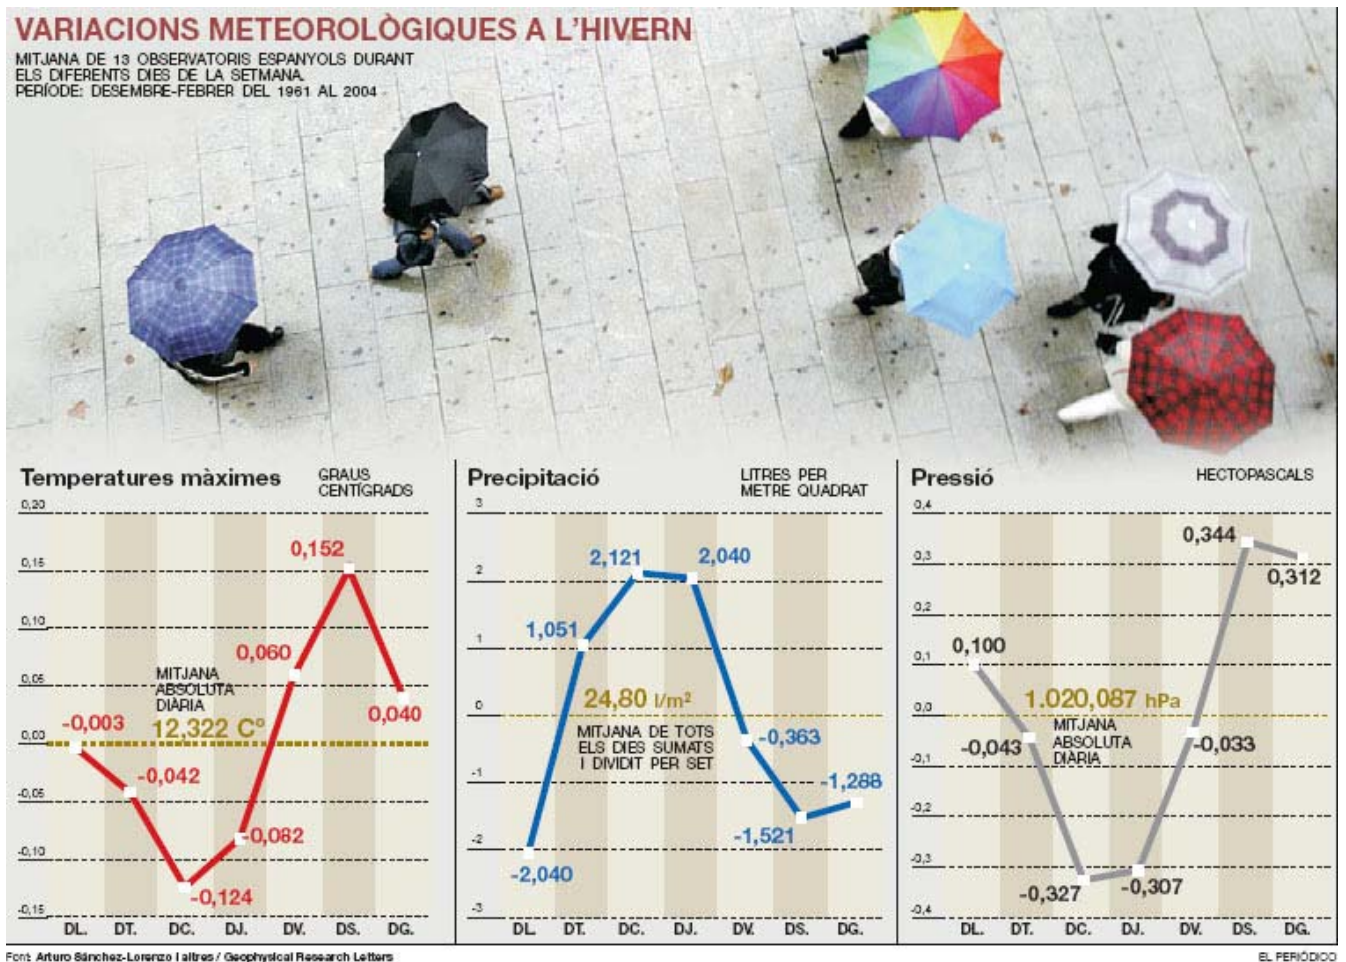 VARIACIONS METEOROLÒGIQUES A L'HIVERN
MITJANA DE 13 OBSERVATORIS ESPANYOLS DURANT
ELS DIFERENTS DIES DE LA SETMANA.
PERÍODE: DESEMBRE-FEBRER DEL 1961 AL 2004
Temperatures màximes
GRAUS
CENTÍGRADS
0,20
0,15
0,10
0,05
0,00
-0,05
-0,10
-0,15
-0,003
-0,042
-0,124
-0,082
0,060
0,152
0,040
MITJANA
ABSOLUTA
DIÀRIA
12,322 Cº
DL. DT. DC. DJ. DV. DS. DG.
Precipitació
LITRES PER
METRE QUADRAT
3
2
1
0
-1
-2
-3
-2,040
1,051
2,121
2,040
-0,363
-1,521
-1,288
24,80 l/m²
MITJANA DE TOTS
ELS DIES SUMATS
I DIVIDIT PER SET
DL. DT. DC. DJ. DV. DS. DG.
Pressió
HECTOPASCALS
0,4
0,3
0,2
0,1
0,0
-0,1
-0,2
-0,3
-0,4
0,100
-0,043
-0,327
-0,307
-0,033
0,344
0,312
1.020,087 hPa
MITJANA
ABSOLUTA
DIÀRIA
DL. DT. DC. DJ. DV. DS. DG.
Font: Arturo Sánchez-Lorenzo i altres / Geophysical Research Letters
EL PERIÓDICO